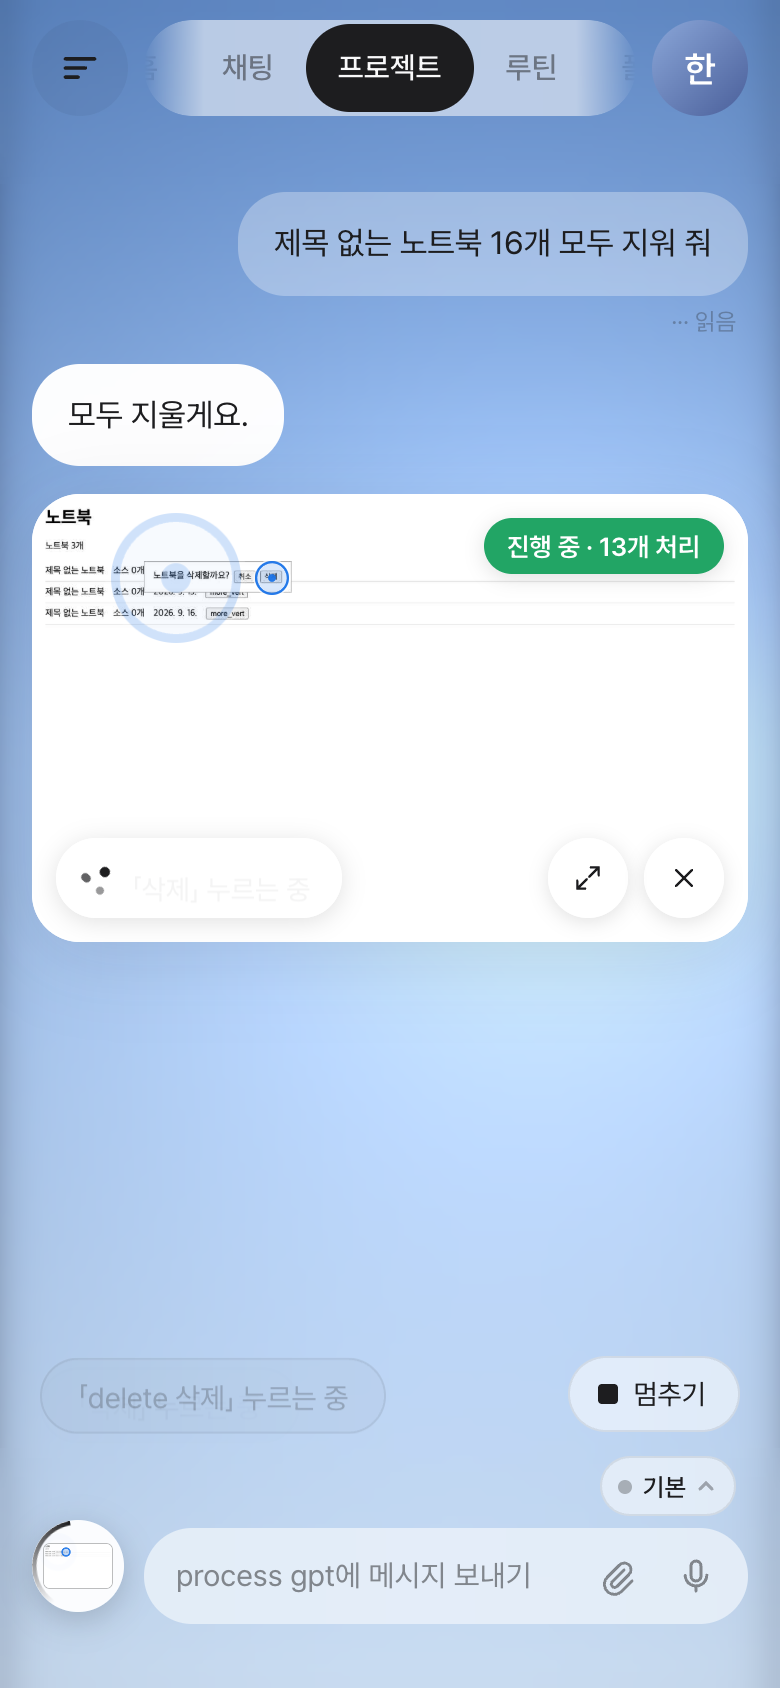 채팅
프로젝트
루틴
한
제목 없는 노트북 16개 모두 지워 줘
··· 읽음
모두 지울게요.
노트북
진행 중 · 13개 처리
노트북 3개
제목 없는 노트북 소스 0개 노트북을 삭제할까요? 취소 삭제
제목 없는 노트북 소스 0개 2026. 9. 15. more_vert
제목 없는 노트북 소스 0개 2026. 9. 16. more_vert
「삭제」 누르는 중
「delete 삭제」 누르는 중
멈추기
기본
process gpt에 메시지 보내기